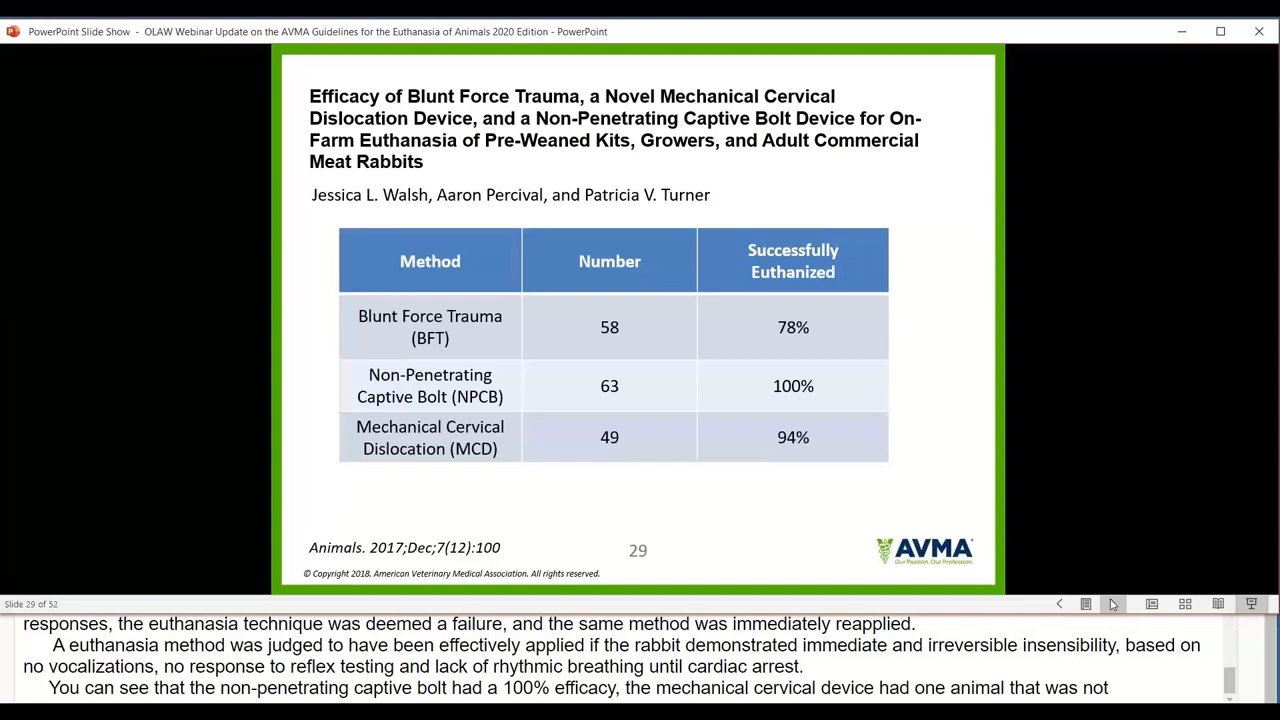 PowerPoint Slide Show - OLAW Webinar Update on the AVMA Guidelines for the Euthanasia of Animals 2020 Edition - PowerPoint
Efficacy of Blunt Force Trauma, a Novel Mechanical Cervical
Dislocation Device, and a Non-Penetrating Captive Bolt Device for On-
Farm Euthanasia of Pre-Weaned Kits, Growers, and Adult Commercial
Meat Rabbits
Jessica L. Walsh, Aaron Percival, and Patricia V. Turner
Method
Number
Successfully
Euthanized
Blunt Force Trauma
(BFT)
58
78%
Non-Penetrating
Captive Bolt (NPCB)
63
100%
Mechanical Cervical
Dislocation (MCD)
49
94%
Animals. 2017;Dec;7(12):100
29
AVMA
Our Passion. Our Profession.
© Copyright 2018. American Veterinary Medical Association. All rights reserved.
Slide 29 of 52
responses, the euthanasia technique was deemed a failure, and the same method was immediately reapplied.
A euthanasia method was judged to have been effectively applied if the rabbit demonstrated immediate and irreversible insensibility, based on
no vocalizations, no response to reflex testing and lack of rhythmic breathing until cardiac arrest.
You can see that the non-penetrating captive bolt had a 100% efficacy, the mechanical cervical device had one animal that was not